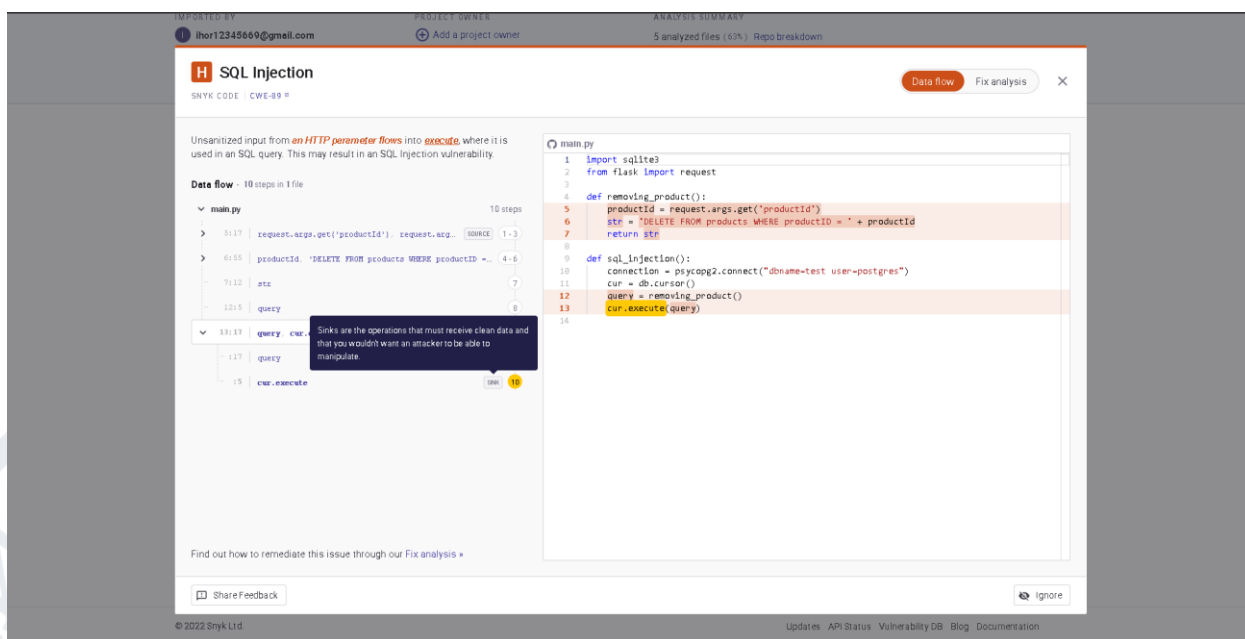 IMPORTED BY PROJECT OWNER ANALYSIS SUMMARY
I ihor12345669@gmail.com Add a project owner 5 analyzed files (63%) Repo breakdown
H SQL Injection
SNYK CODE | CWE-89
Data flow Fix analysis
Unsanitized input from an HTTP parameter flows into execute, where it is
used in an SQL query. This may result in an SQL Injection vulnerability.
Data flow - 10 steps in 1 file
main.py 10 steps
5:17 request.args.get('productId'), request.arg… SOURCE 1-3
6:55 productId, 'DELETE FROM products WHERE productID =… 4-6
7:12 str 7
12:5 query 8
13:13 query, cur.
Sinks are the operations that must receive clean data and
that you wouldn't want an attacker to be able to
manipulate.
:17 query
:5 cur.execute SINK 10
Find out how to remediate this issue through our Fix analysis »
main.py
1 import sqlite3
2 from flask import request
3
4 def removing_product():
5 productId = request.args.get('productId')
6 str = 'DELETE FROM products WHERE productID = ' + productId
7 return str
8
9 def sql_injection():
10 connection = psycopg2.connect("dbname=test user=postgres")
11 cur = db.cursor()
12 query = removing_product()
13 cur.execute(query)
14
Share Feedback Ignore
© 2022 Snyk Ltd. Updates API Status Vulnerability DB Blog Documentation